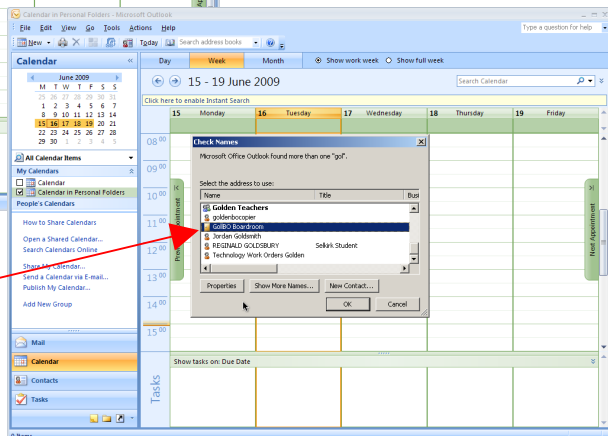 Calendar in Personal Folders - Microsoft Outlook
File Edit View Go Tools Actions Help
Type a question for help
New Today Search address books
Calendar «
Day Week Month Show work week Show full week
June 2009
M T W T F S S
25 26 27 28 29 30 31
1 2 3 4 5 6 7
8 9 10 11 12 13 14
15 16 17 18 19 20 21
22 23 24 25 26 27 28
29 30 1 2 3 4 5
15 - 19 June 2009
Search Calendar
Click here to enable Instant Search
15 Monday 16 Tuesday 17 Wednesday 18 Thursday 19 Friday
All Calendar Items
My Calendars
Calendar
Calendar in Personal Folders
People's Calendars
How to Share Calendars
Open a Shared Calendar...
Search Calendars Online
Share My Calendar...
Send a Calendar via E-mail...
Publish My Calendar...
Add New Group
Mail
Calendar
Contacts
Tasks
08 00
09 00
10 00
11 00
12 00
13 00
14 00
15 00
Next Appointment
Check Names
Microsoft Office Outlook found more than one "gol".
Select the address to use:
Name Title Busi
Golden Teachers
goldenbocopier
GollBO Boardroom
Jordan Goldsmith
REGINALD GOLDSBURY Selkirk Student
Technology Work Orders Golden
Properties Show More Names... New Contact...
OK Cancel
Tasks
Show tasks on: Due Date
0 Items